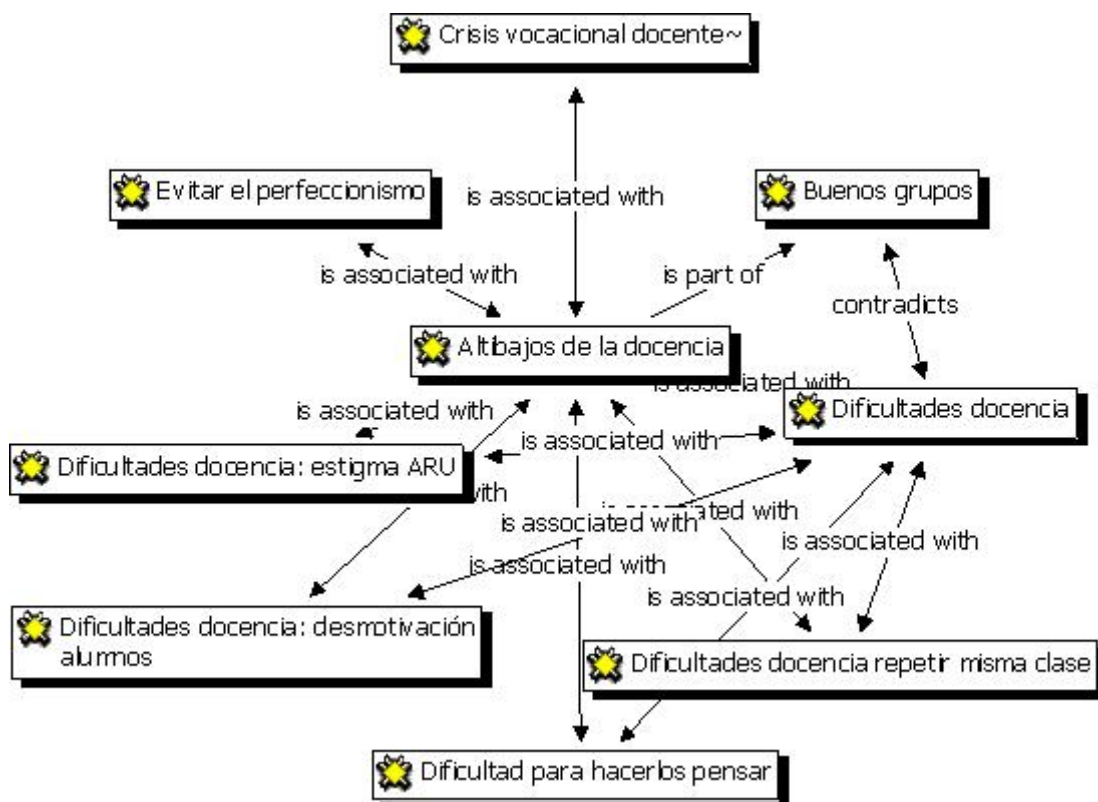 Crisis vocacional docente~
Evitar el perfeccionismo
Buenos grupos
is associated with
is associated with
is part of
contradicts
Altibajos de la docencia
is associated with
is associated with
Dificultades docencia
is associated with
Dificultades docencia: estigma ARU
with
associated with
is associated with
is associated with
is associated with
is associated with
Dificultades docencia: desmotivación
alumnos
Dificultades docencia repetir misma clase
Dificultad para hacerlos pensar